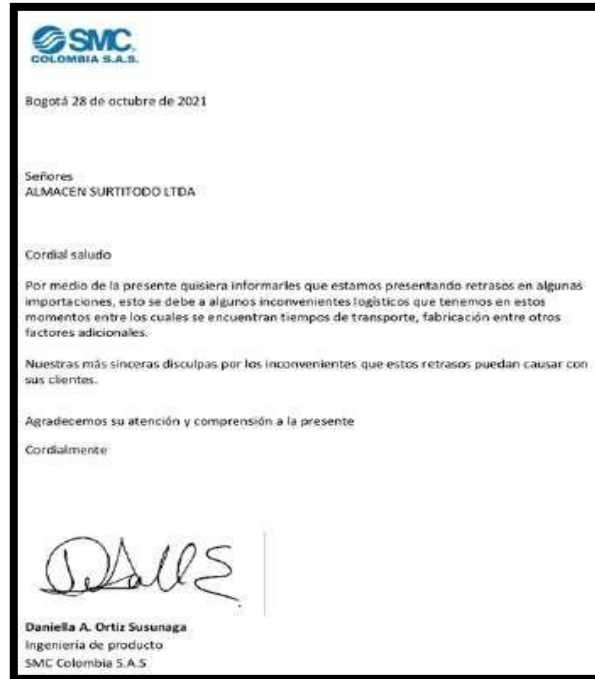 SMC
COLOMBIA S.A.S.
Bogotá 28 de octubre de 2021
Señores
ALMACEN SURTITODO LTDA
Cordial saludo
Por medio de la presente quisiera informarles que estamos presentando retrasos en algunas
importaciones, esto se debe a algunos inconvenientes logísticos que tenemos en estos
momentos entre los cuales se encuentran tiempos de transporte, fabricación entre otros
factores adicionales.
Nuestras más sinceras disculpas por los inconvenientes que estos retrasos puedan causar con
sus clientes.
Agradecemos su atención y comprensión a la presente
Cordialmente
Daniella A. Ortiz Susunaga
Ingeniería de producto
SMC Colombia S.A.S